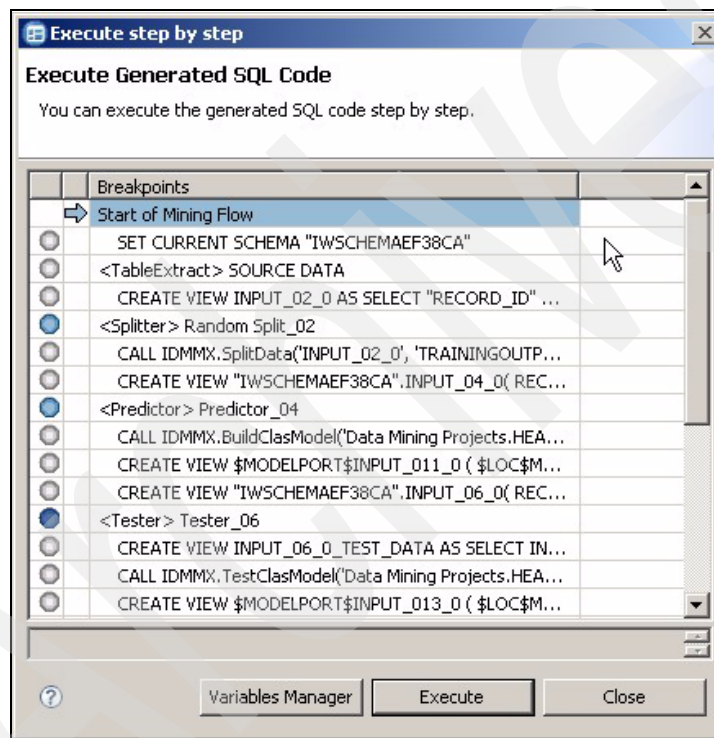 Execute step by step
Execute Generated SQL Code
You can execute the generated SQL code step by step.
Breakpoints
Start of Mining Flow
SET CURRENT SCHEMA "IWSCHEMAEF38CA"
<TableExtract> SOURCE DATA
CREATE VIEW INPUT_02_0 AS SELECT "RECORD_ID" ...
<Splitter> Random Split_02
CALL IDMMX.SplitData('INPUT_02_0', 'TRAININGOUTP...
CREATE VIEW "IWSCHEMAEF38CA".INPUT_04_0( REC...
<Predictor> Predictor_04
CALL IDMMX.BuildClasModel('Data Mining Projects.HEA...
CREATE VIEW $MODELPORT$INPUT_011_0 ( $LOC$M...
CREATE VIEW "IWSCHEMAEF38CA".INPUT_06_0( REC...
<Tester> Tester_06
CREATE VIEW INPUT_06_0_TEST_DATA AS SELECT IN...
CALL IDMMX.TestClasModel('Data Mining Projects.HEA...
CREATE VIEW $MODELPORT$INPUT_013_0 ( $LOC$M...
? Variables Manager Execute Close